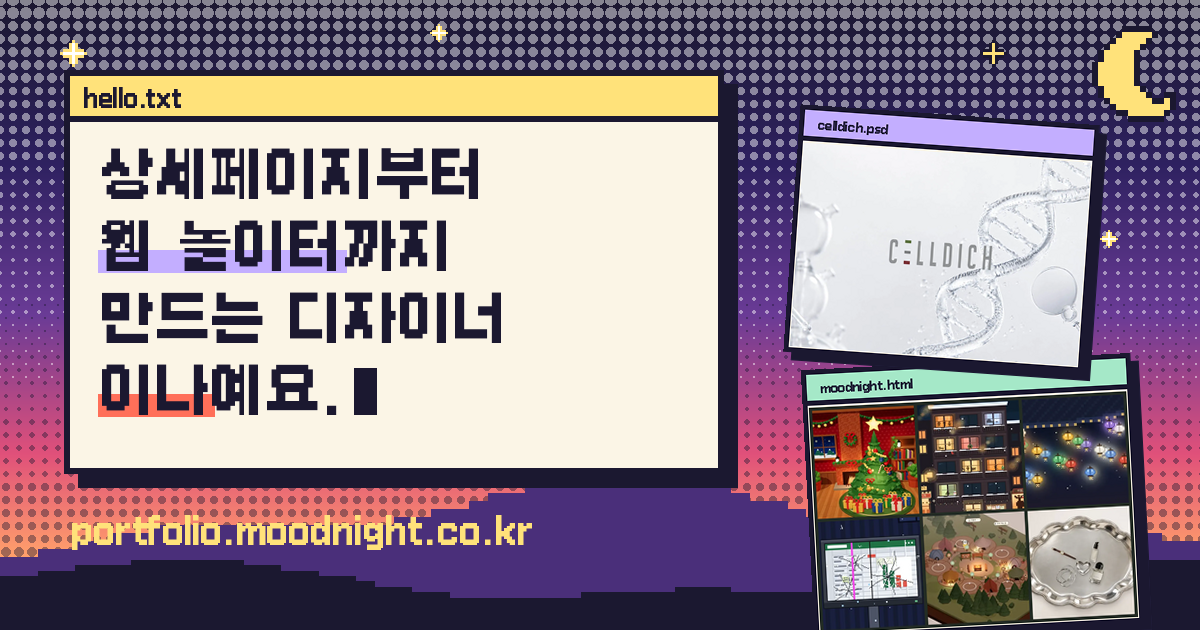 hello.txt
상세페이지부터
웹 놀이터까지
만드는 디자이너
이나예요.
celldich.psd
CELLDICH
moodnight.html
portfolio.moodnight.co.kr